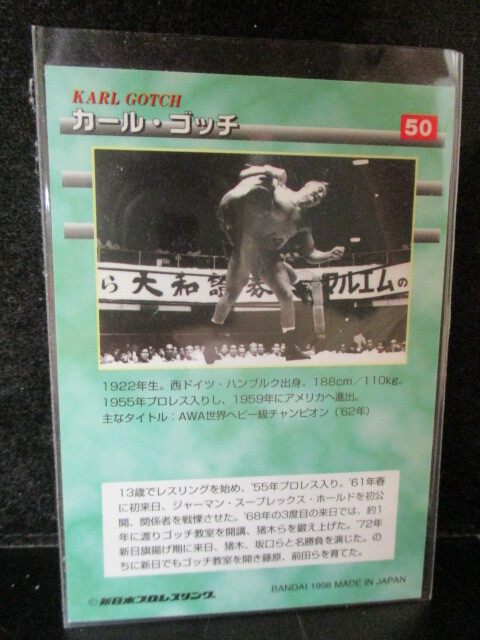 KARL GOTCH
カール・ゴッチ
50
ら 大和證券 マルエムの
1922年生。西ドイツ・ハンブルク出身。188cm/110kg。
1955年プロレス入りし、1959年にアメリカへ進出。
主なタイトル：AWA世界ヘビー級チャンピオン（'62年）
13歳でレスリングを始め、'55年プロレス入り。'61年春
に初来日、ジャーマン・スープレックス・ホールドを初公
開、関係者を戦慄させた。'68年の3度目の来日では、約1
年に渡りゴッチ教室を開講、猪木らを鍛え上げた。'72年
新日旗揚げ期に来日、猪木、坂口らと名勝負を演じた。の
ちに新日でもゴッチ教室を開き藤原、前田らを育てた。
©新日本プロレスリング
BANDAI 1998 MADE IN JAPAN